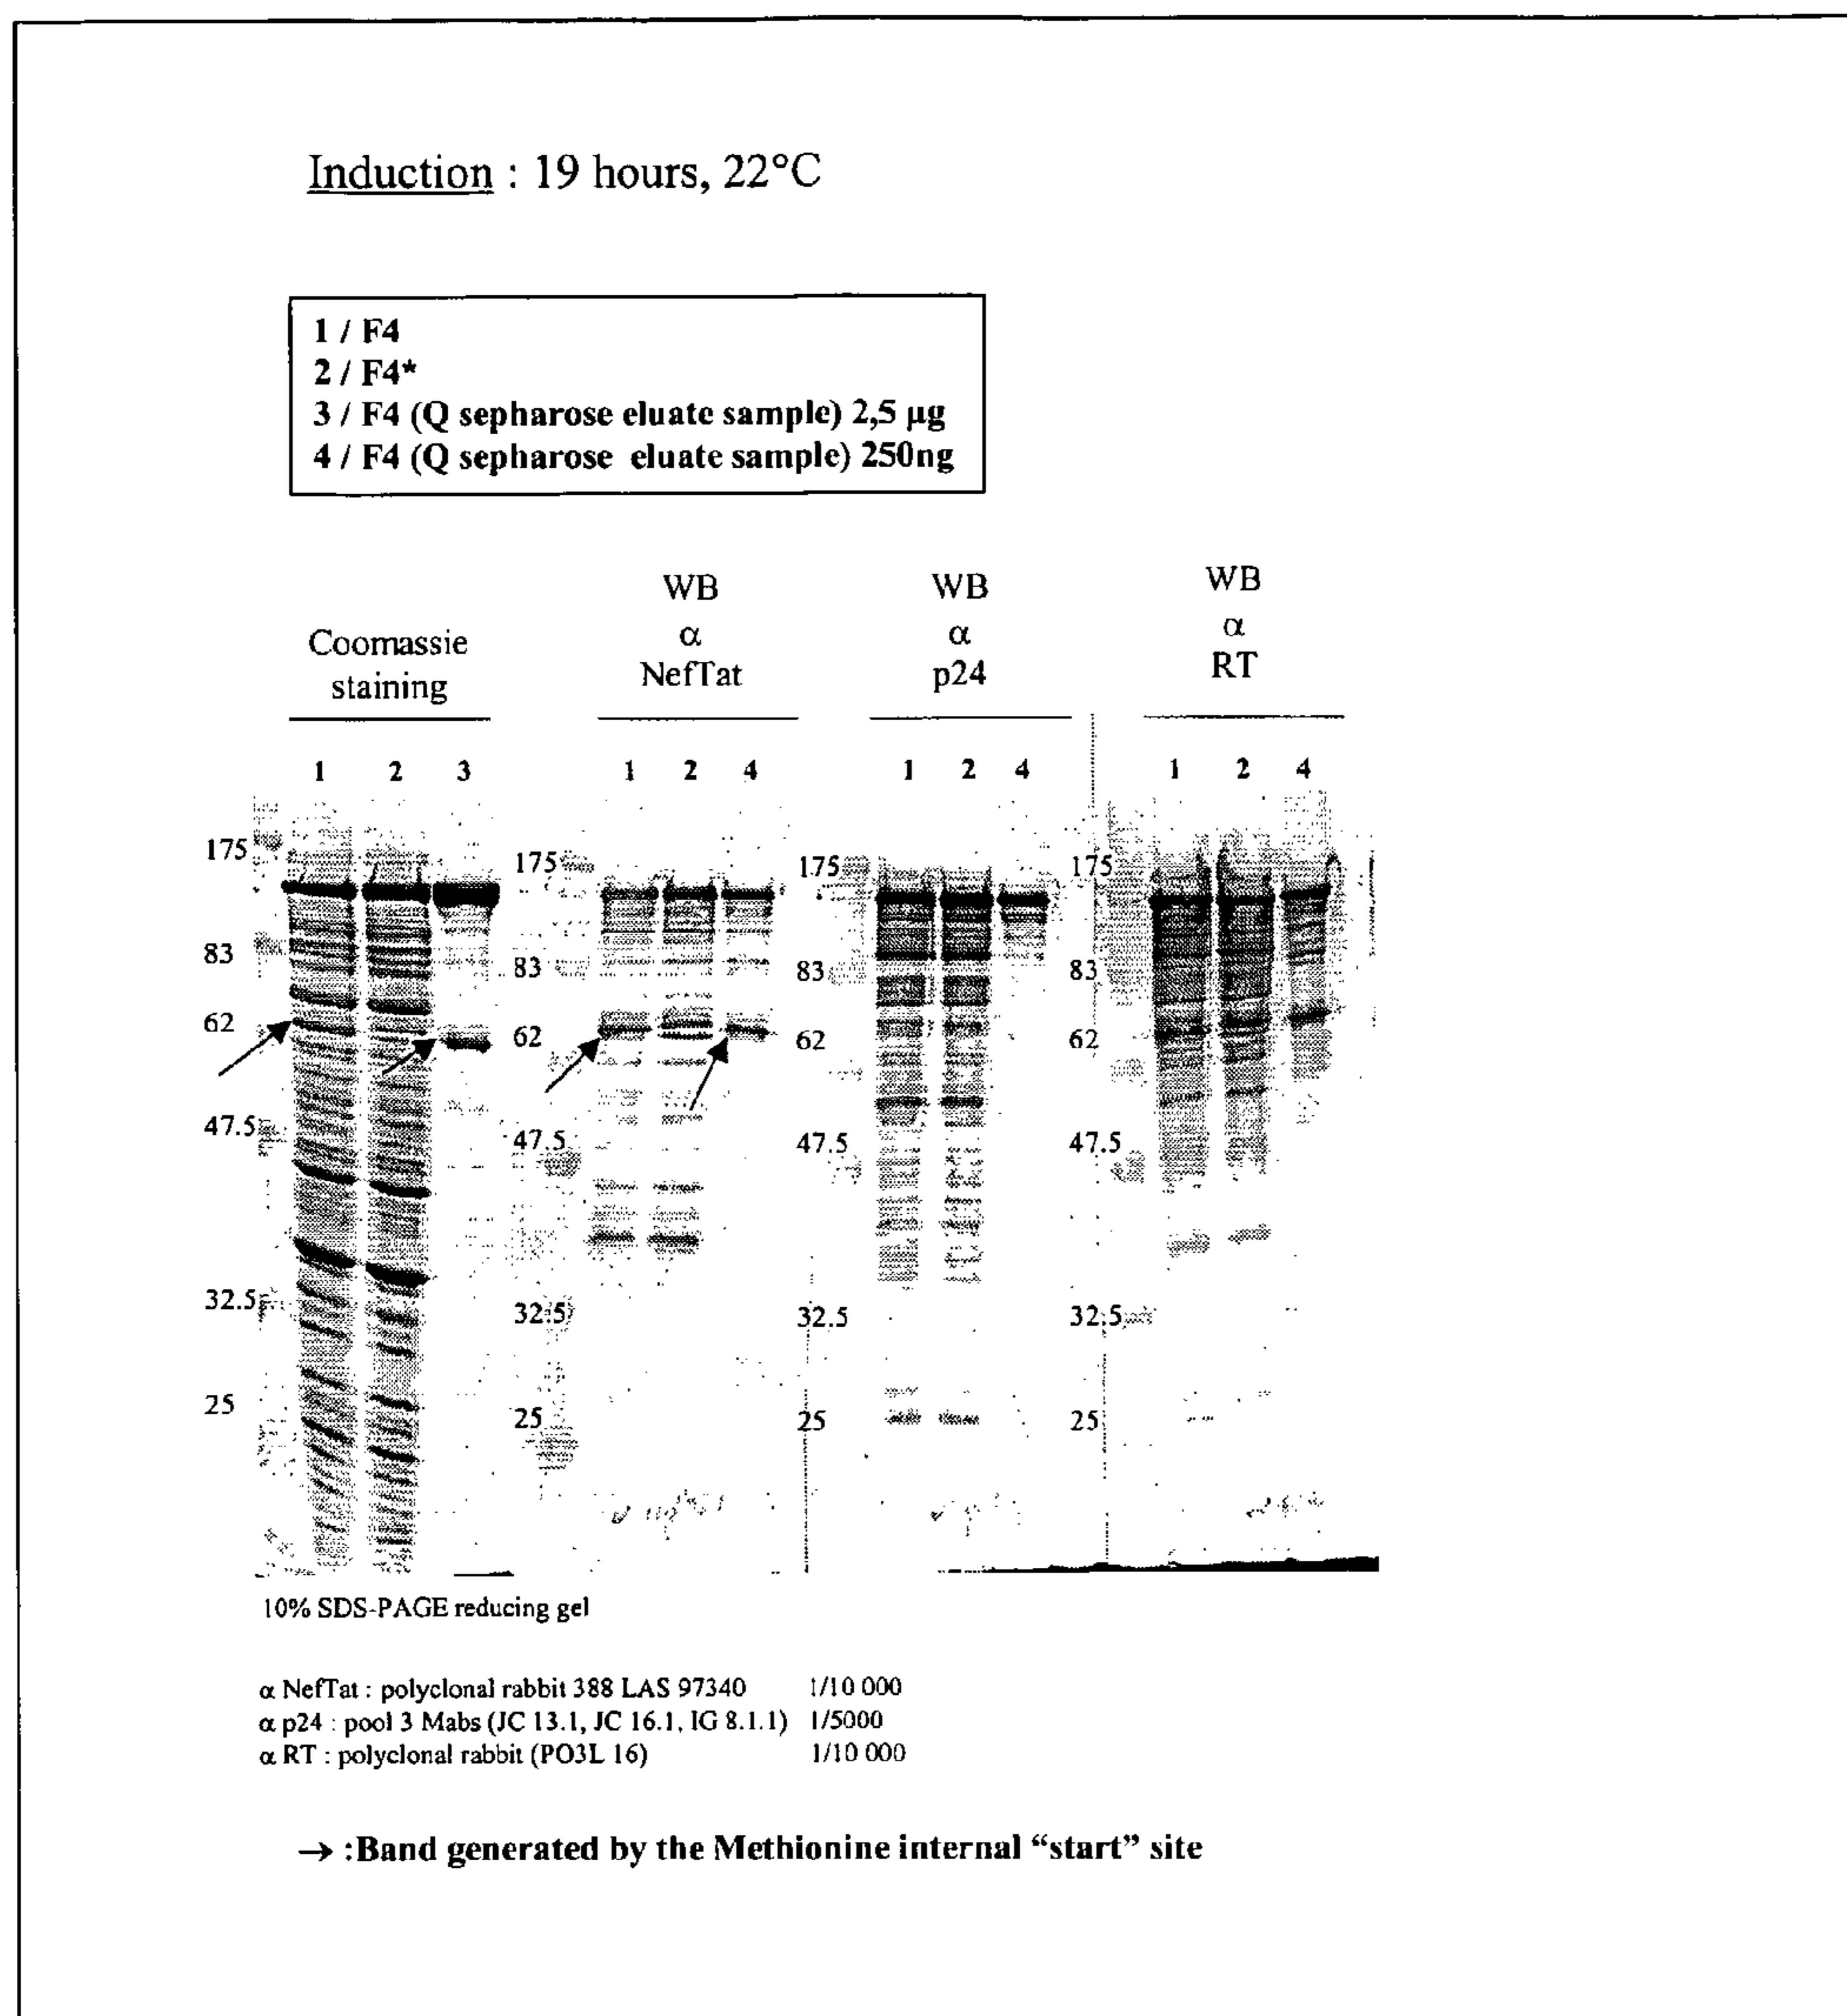 Induction : 19 hours, 22°C
1 / F4
2 / F4*
3 / F4 (Q sepharose eluate sample) 2,5 µg
4 / F4 (Q sepharose eluate sample) 250ng
Coomassie
staining
WB
α
NefTat
WB
α
p24
WB
α
RT
1 2 3
1 2 4
1 2 4
1 2 4
175
83
62
47.5
32.5
25
175
83
62
47.5
32.5
25
175
83
62
47.5
32.5
25
175
83
62
47.5
32.5
25
10% SDS-PAGE reducing gel
α NefTat : polyclonal rabbit 388 LAS 97340 1/10 000
α p24 : pool 3 Mabs (JC 13.1, JC 16.1, IG 8.1.1) 1/5000
α RT : polyclonal rabbit (PO3L 16) 1/10 000
→ :Band generated by the Methionine internal “start” site